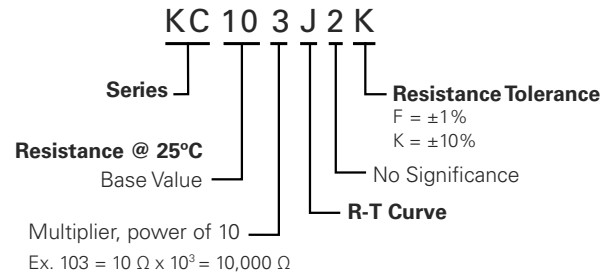 KC 10 3 J 2 K
Series
Resistance Tolerance
F = ±1%
K = ±10%
Resistance @ 25ºC
Base Value
No Significance
R-T Curve
Multiplier, power of 10
Ex. 103 = 10 Ω x 10³ = 10,000 Ω